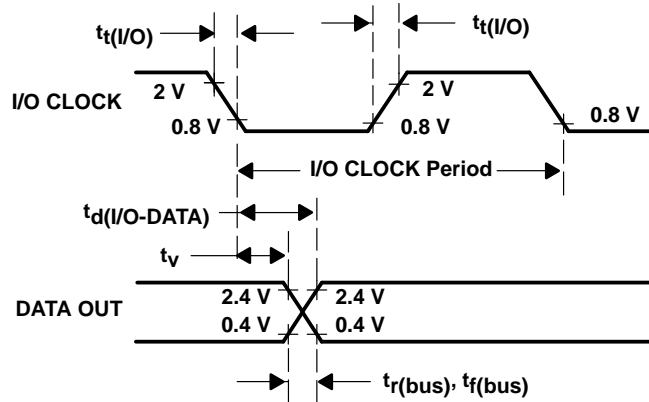 tt(I/O) tt(I/O)
2 V 2 V
I/O CLOCK
0.8 V 0.8 V 0.8 V
I/O CLOCK Period
td(I/O-DATA)
tv
2.4 V 2.4 V
DATA OUT
0.4 V 0.4 V
tr(bus), tf(bus)